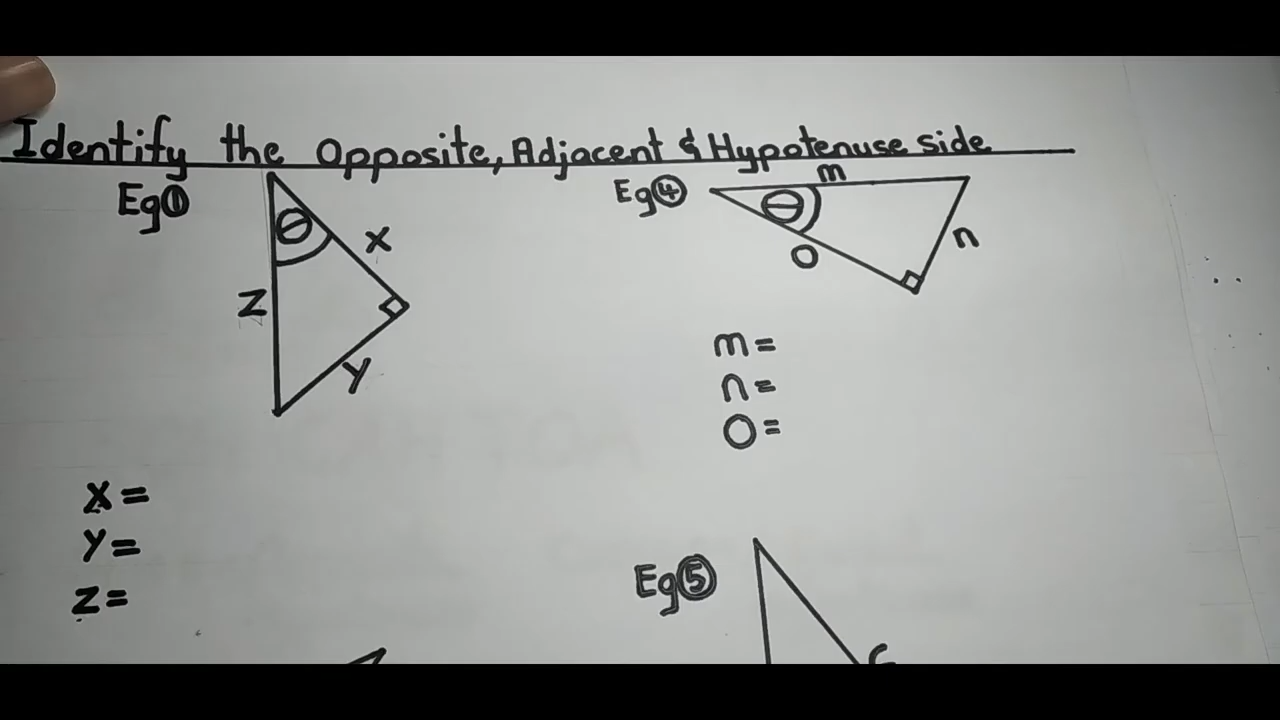 Identify the Opposite, Adjacent & Hypotenuse side
Eg①
θ
x
Z
y
x =
y =
z =
Eg④
m
θ
n
o
m =
n =
o =
Eg⑤